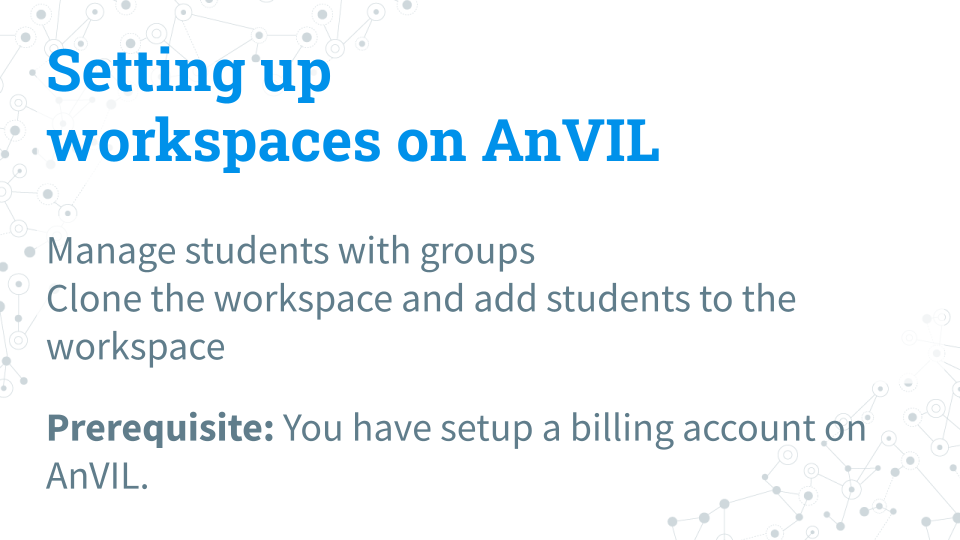 Setting up
workspaces on AnVIL
Manage students with groups
Clone the workspace and add students to the
workspace
Prerequisite: You have setup a billing account on
AnVIL.